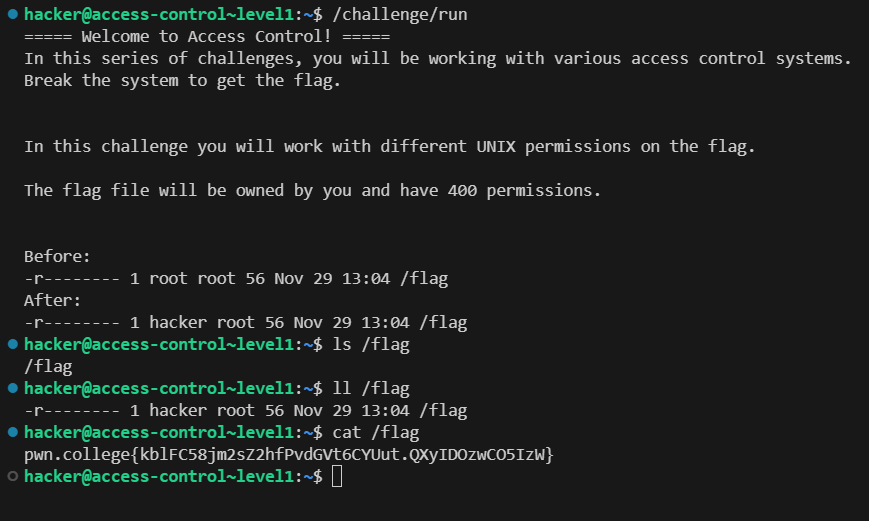 hacker@access-control~level1:~$ /challenge/run
===== Welcome to Access Control! =====
In this series of challenges, you will be working with various access control systems.
Break the system to get the flag.
In this challenge you will work with different UNIX permissions on the flag.
The flag file will be owned by you and have 400 permissions.
Before:
-r-------- 1 root root 56 Nov 29 13:04 /flag
After:
-r-------- 1 hacker root 56 Nov 29 13:04 /flag
hacker@access-control~level1:~$ ls /flag
/flag
hacker@access-control~level1:~$ ll /flag
-r-------- 1 hacker root 56 Nov 29 13:04 /flag
hacker@access-control~level1:~$ cat /flag
pwn.college{kblFC58jm2sZ2hfPvdGVt6CYUut.QXyIDOzwCO5IzW}
hacker@access-control~level1:~$